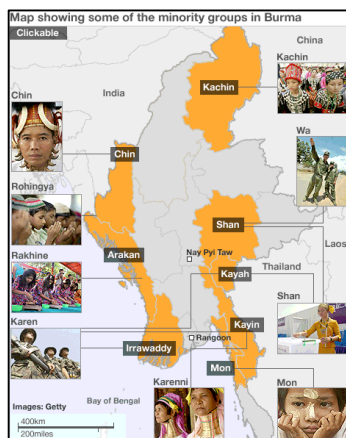 Map showing some of the minority groups in Burma
Clickable
China
Kachin
India
Kachin
Chin
Wa
Chin
Rohingya
Shan
Arakan
Nay Pyi Taw
Laos
Rakhine
Kayah
Thailand
Shan
Karen
Kayin
Irrawaddy
Rangoon
Mon
Karenni
Mon
Images: Getty
Bay of Bengal
400km
200miles